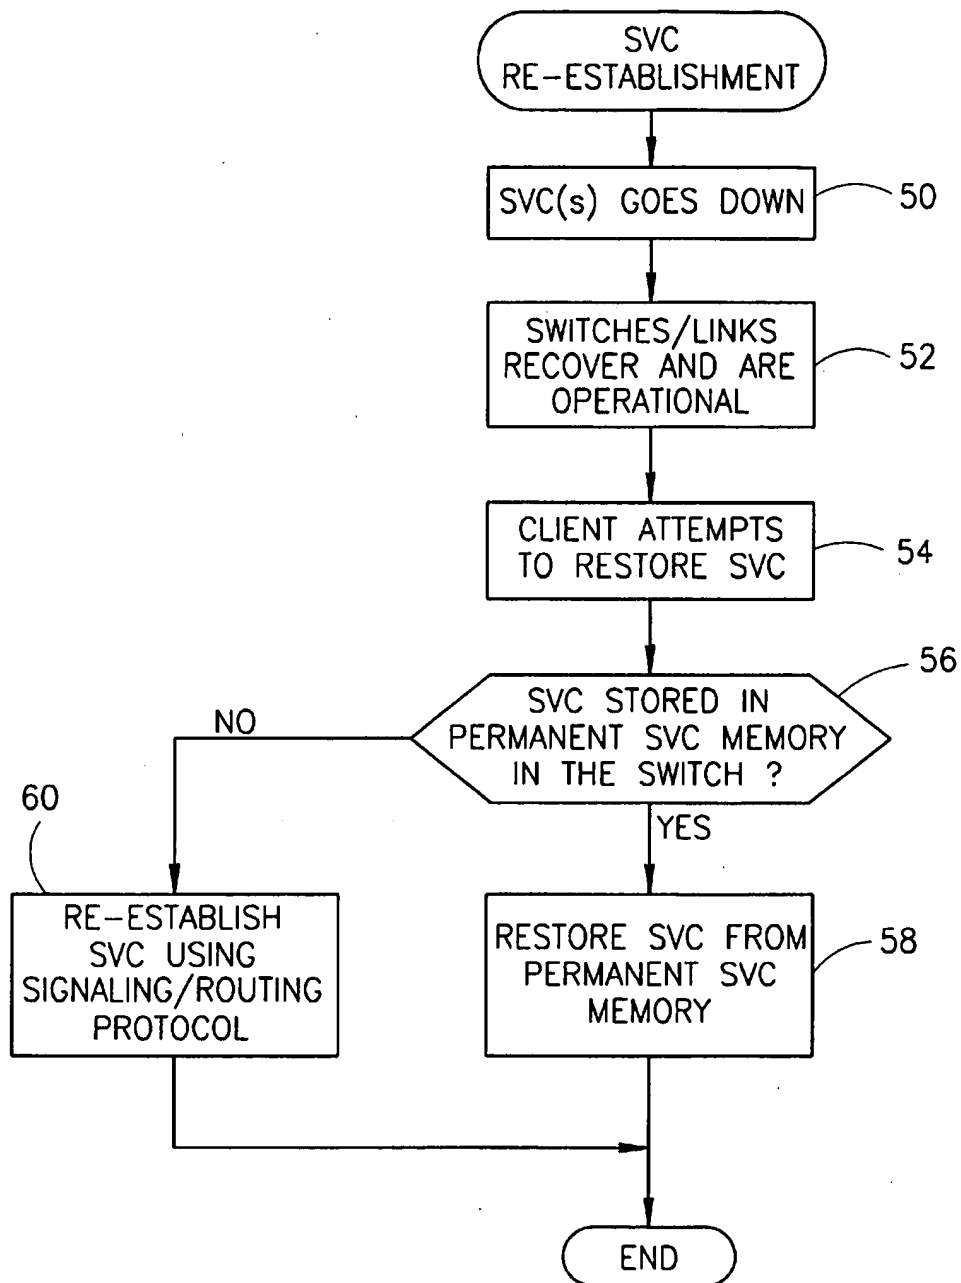 SVC
RE-ESTABLISHMENT
SVC(s) GOES DOWN
50
SWITCHES/LINKS
RECOVER AND ARE
OPERATIONAL
52
CLIENT ATTEMPTS
TO RESTORE SVC
54
56
SVC STORED IN
PERMANENT SVC MEMORY
IN THE SWITCH ?
NO
YES
60
RE-ESTABLISH
SVC USING
SIGNALING/ROUTING
PROTOCOL
RESTORE SVC FROM
PERMANENT SVC
MEMORY
58
END